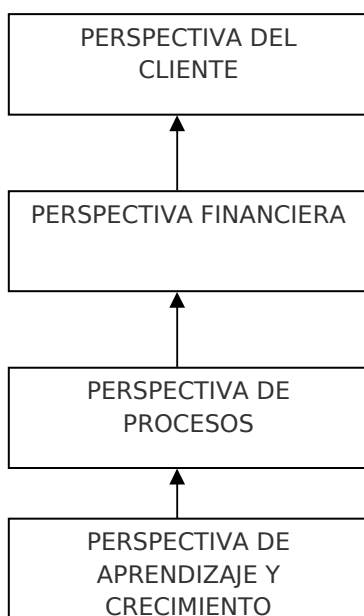 PERSPECTIVA DEL
CLIENTE
PERSPECTIVA FINANCIERA
PERSPECTIVA DE
PROCESOS
PERSPECTIVA DE
APRENDIZAJE Y
CRECIMIENTO